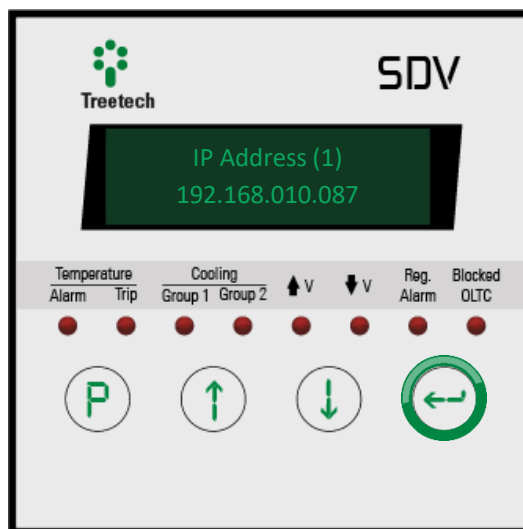 SDV
Treetech
IP Address (1)
192.168.010.087
Temperature Cooling Reg. Blocked
Alarm Trip Group 1 Group 2 V V Alarm OLTC
P